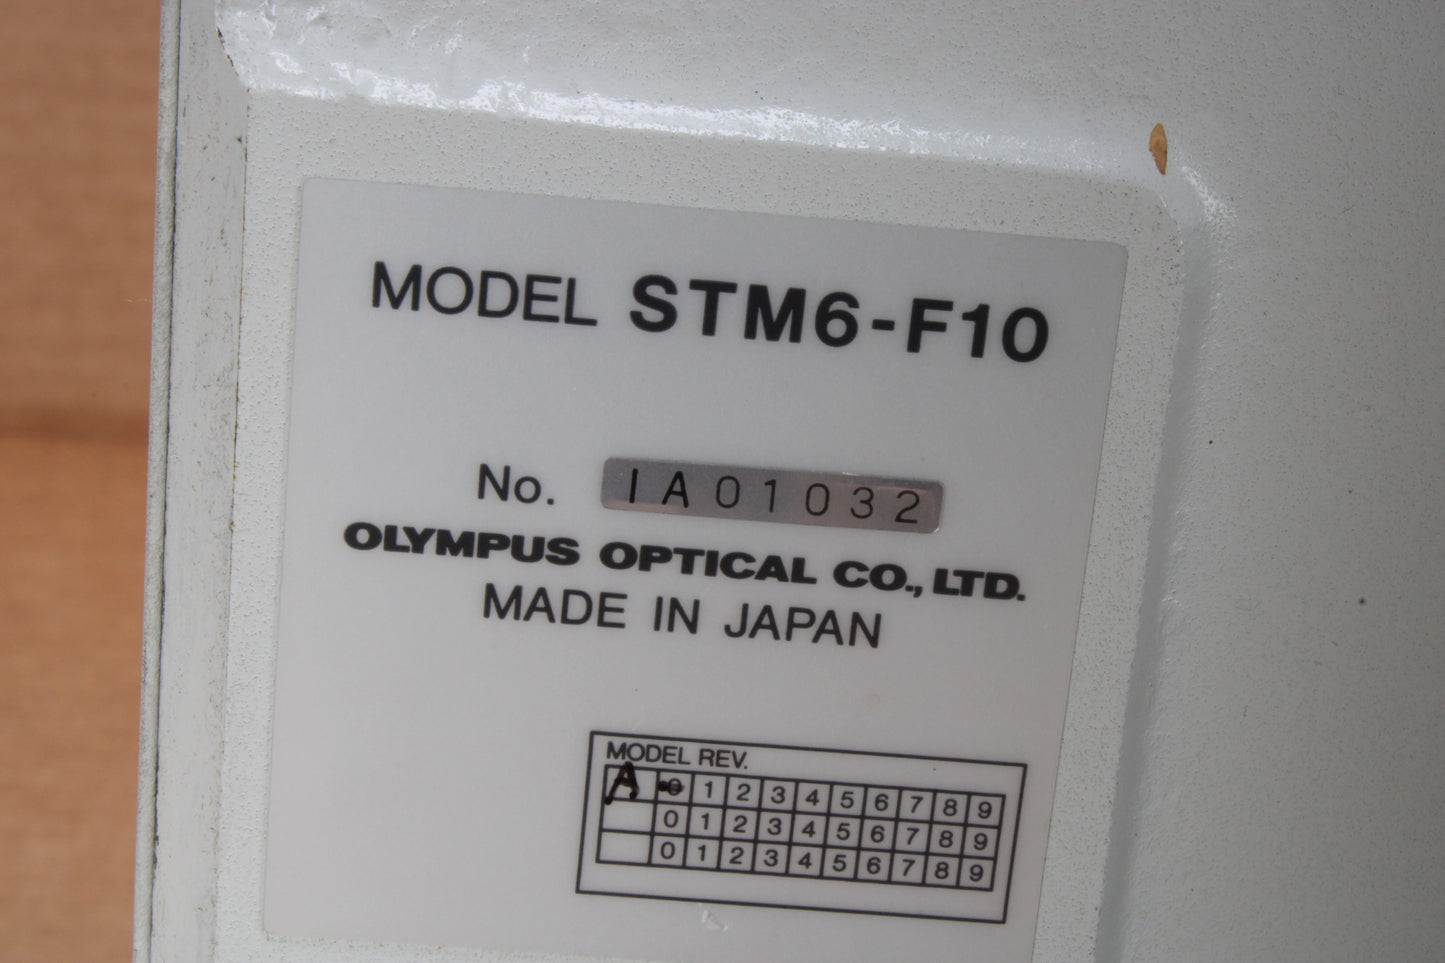 MODEL STM6-F10
No. IA01032
OLYMPUS OPTICAL CO., LTD.
MADE IN JAPAN
MODEL REV.
A 0 1 2 3 4 5 6 7 8 9
0 1 2 3 4 5 6 7 8 9
0 1 2 3 4 5 6 7 8 9